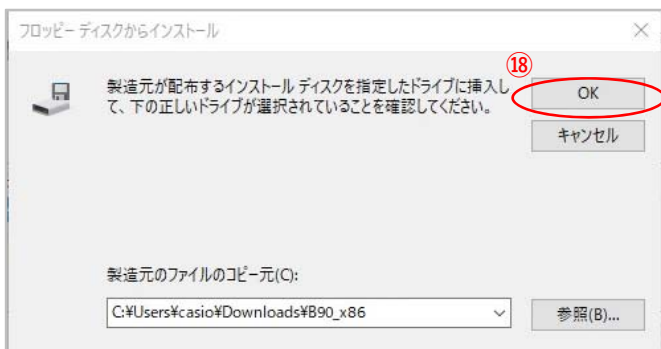 フロッピー ディスクからインストール
製造元が配布するインストール ディスクを指定したドライブに挿入し
て、下の正しいドライブが選択されていることを確認してください。
⑱
OK
キャンセル
製造元のファイルのコピー元(C):
C:¥Users¥casio¥Downloads¥B90_x86
参照(B)...